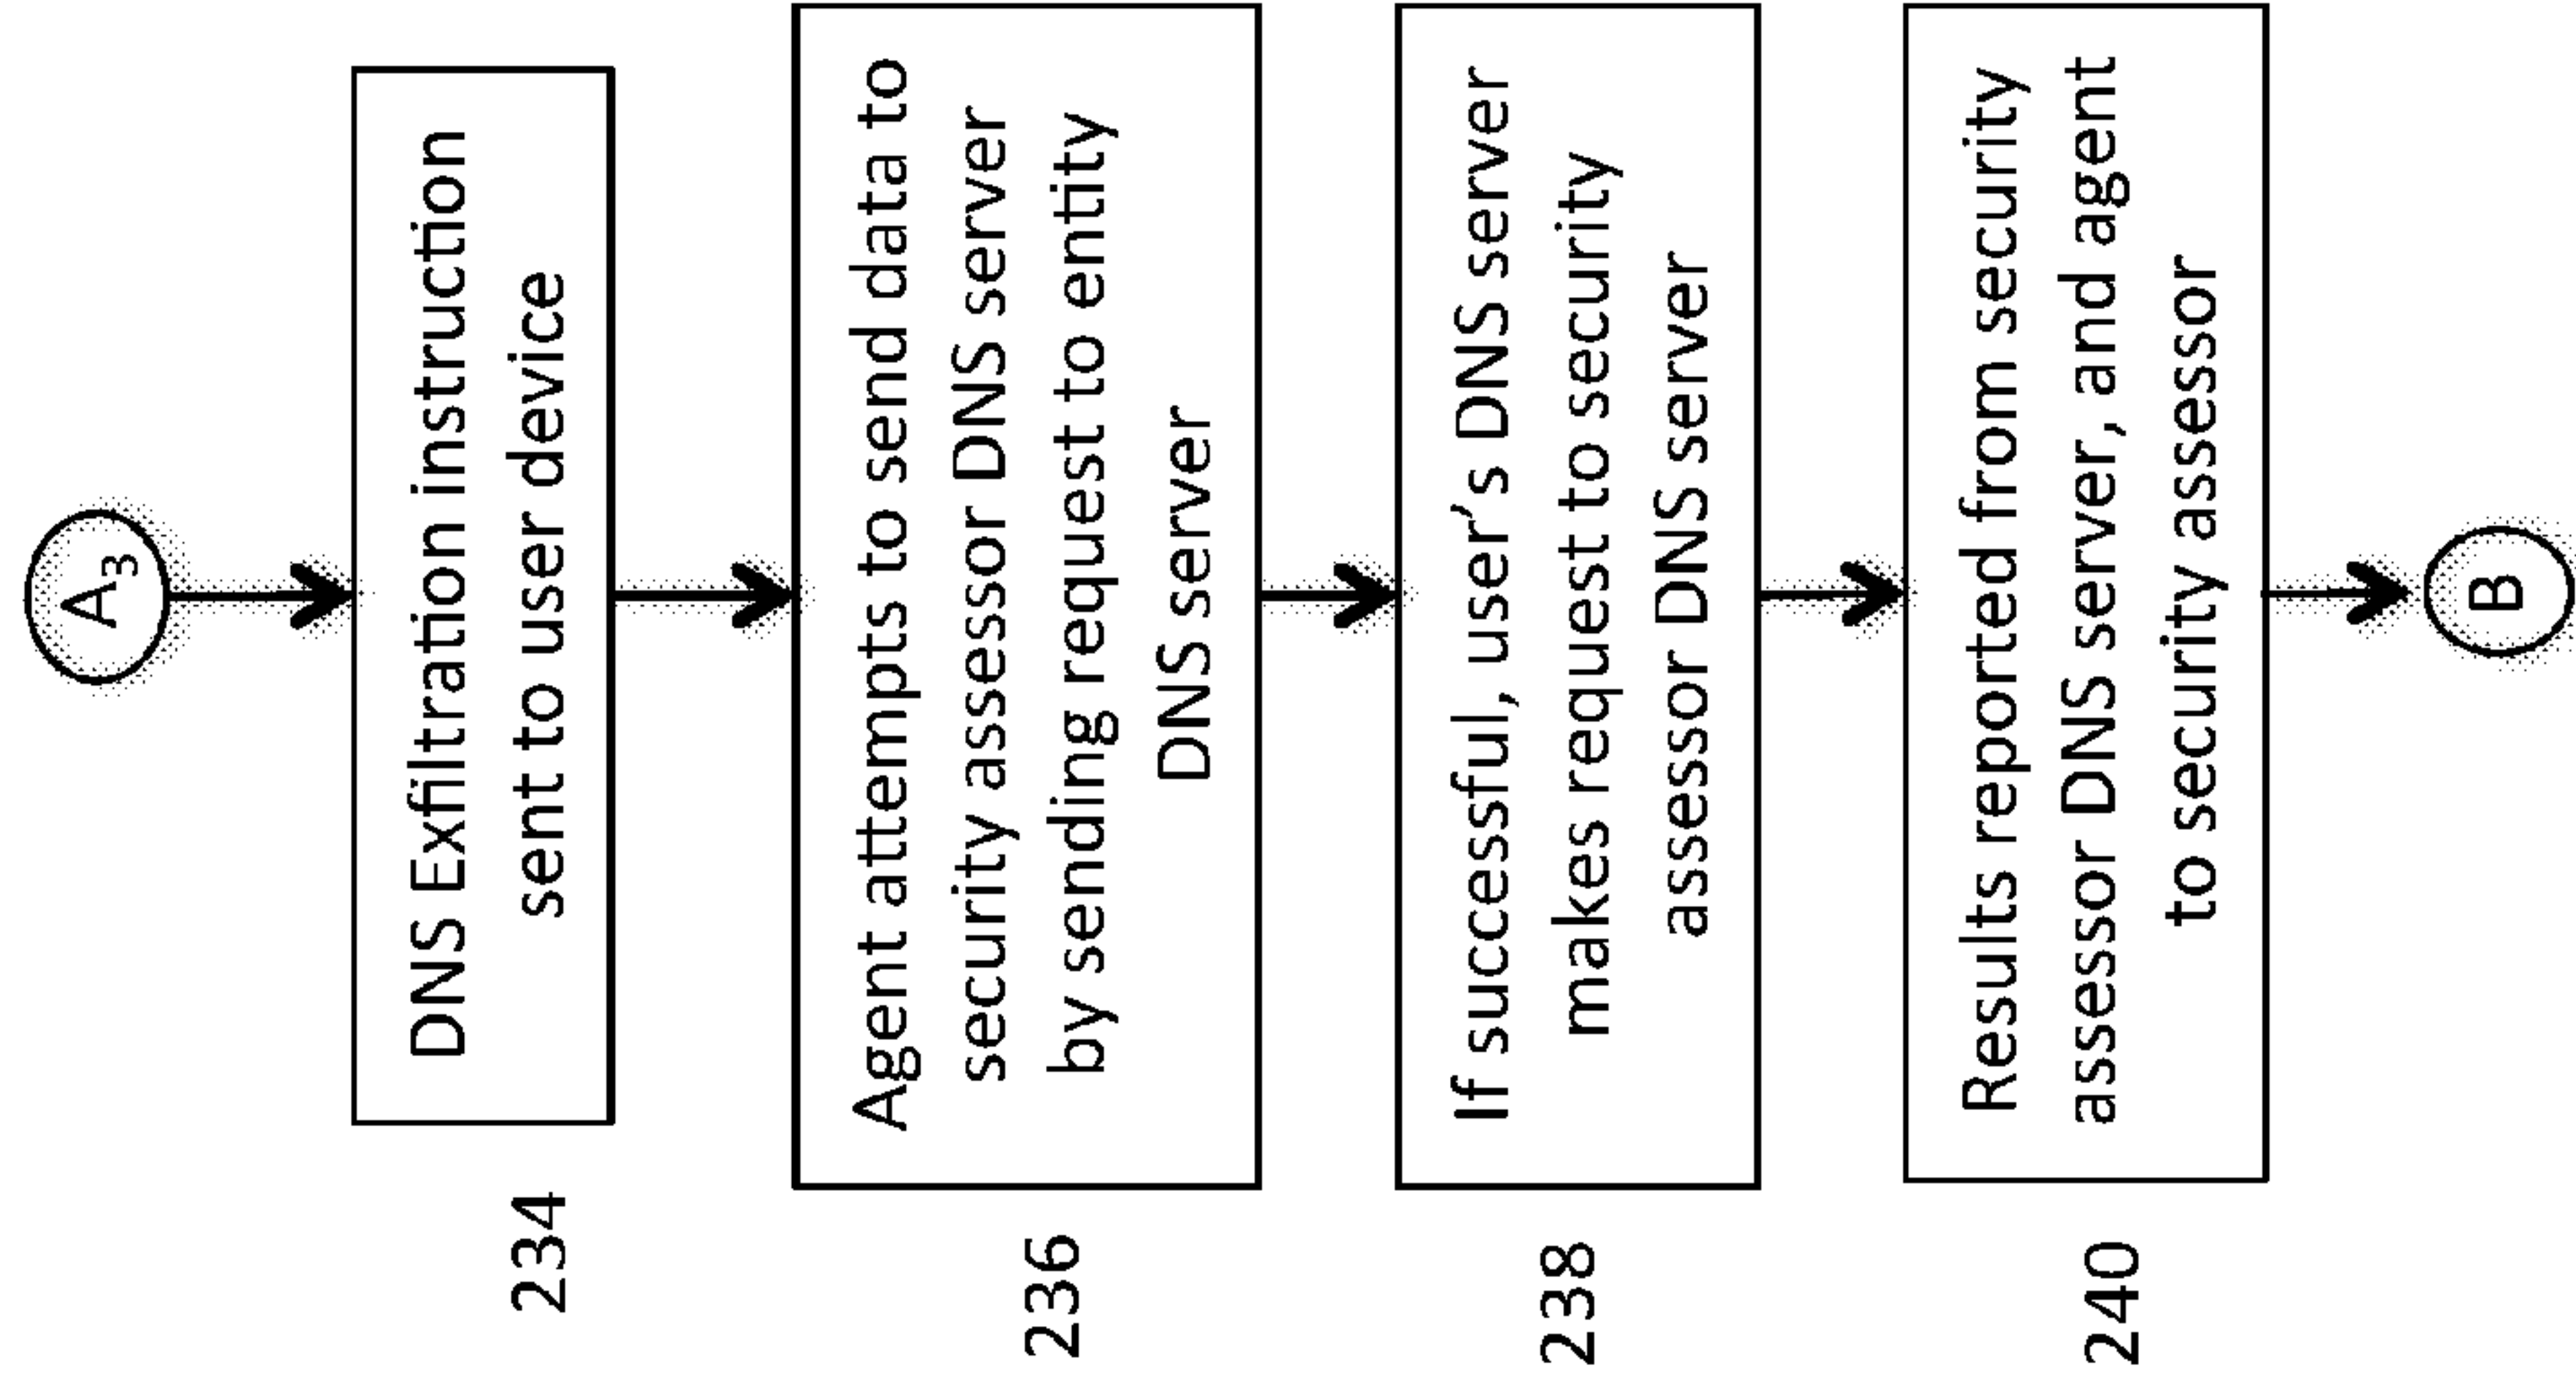 A3
234
DNS Exfiltration instruction
sent to user device
236
Agent attempts to send data to
security assessor DNS server
by sending request to entity
DNS server
238
If successful, user's DNS server
makes request to security
assessor DNS server
240
Results reported from security
assessor DNS server, and agent
to security assessor
B